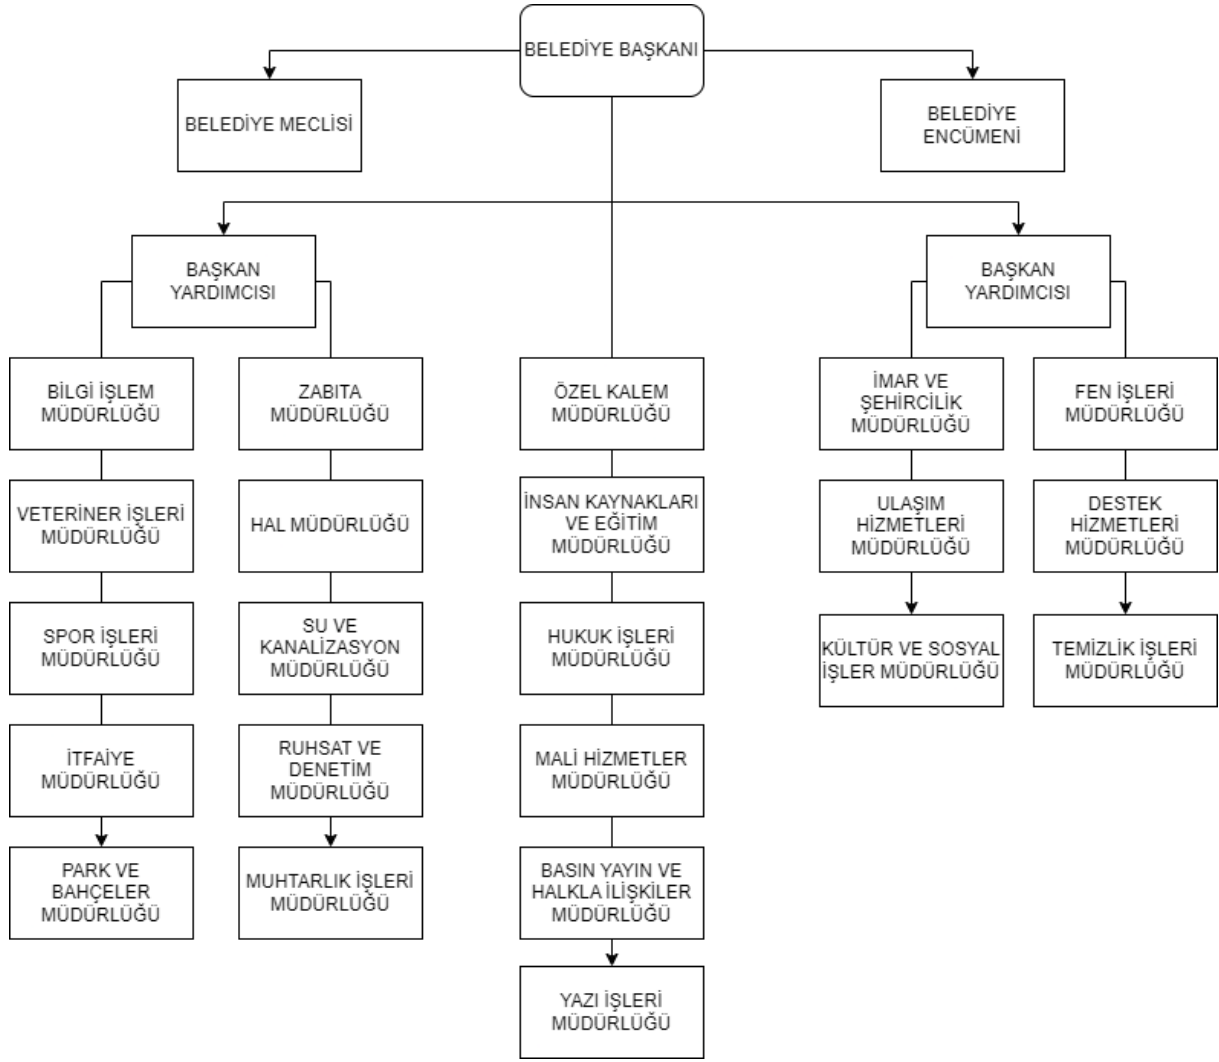 BELEDİYE BAŞKANI
BELEDİYE MECLİSİ
BELEDİYE
ENCÜMENİ
BAŞKAN
YARDIMCISI
BAŞKAN
YARDIMCISI
BİLGİ İŞLEM
MÜDÜRLÜĞÜ
ZABITA
MÜDÜRLÜĞÜ
ÖZEL KALEM
MÜDÜRLÜĞÜ
İMAR VE
ŞEHİRCİLİK
MÜDÜRLÜĞÜ
FEN İŞLERİ
MÜDÜRLÜĞÜ
VETERİNER İŞLERİ
MÜDÜRLÜĞÜ
HAL MÜDÜRLÜĞÜ
İNSAN KAYNAKLARI
VE EĞİTİM
MÜDÜRLÜĞÜ
ULAŞIM
HİZMETLERİ
MÜDÜRLÜĞÜ
DESTEK
HİZMETLERİ
MÜDÜRLÜĞÜ
SPOR İŞLERİ
MÜDÜRLÜĞÜ
SU VE
KANALİZASYON
MÜDÜRLÜĞÜ
HUKUK İŞLERİ
MÜDÜRLÜĞÜ
KÜLTÜR VE SOSYAL
İŞLER MÜDÜRLÜĞÜ
TEMİZLİK İŞLERİ
MÜDÜRLÜĞÜ
İTFAİYE
MÜDÜRLÜĞÜ
RUHSAT VE
DENETİM
MÜDÜRLÜĞÜ
MALİ HİZMETLER
MÜDÜRLÜĞÜ
PARK VE
BAHÇELER
MÜDÜRLÜĞÜ
MUHTARLIK İŞLERİ
MÜDÜRLÜĞÜ
BASIN YAYIN VE
HALKLA İLİŞKİLER
MÜDÜRLÜĞÜ
YAZI İŞLERİ
MÜDÜRLÜĞÜ